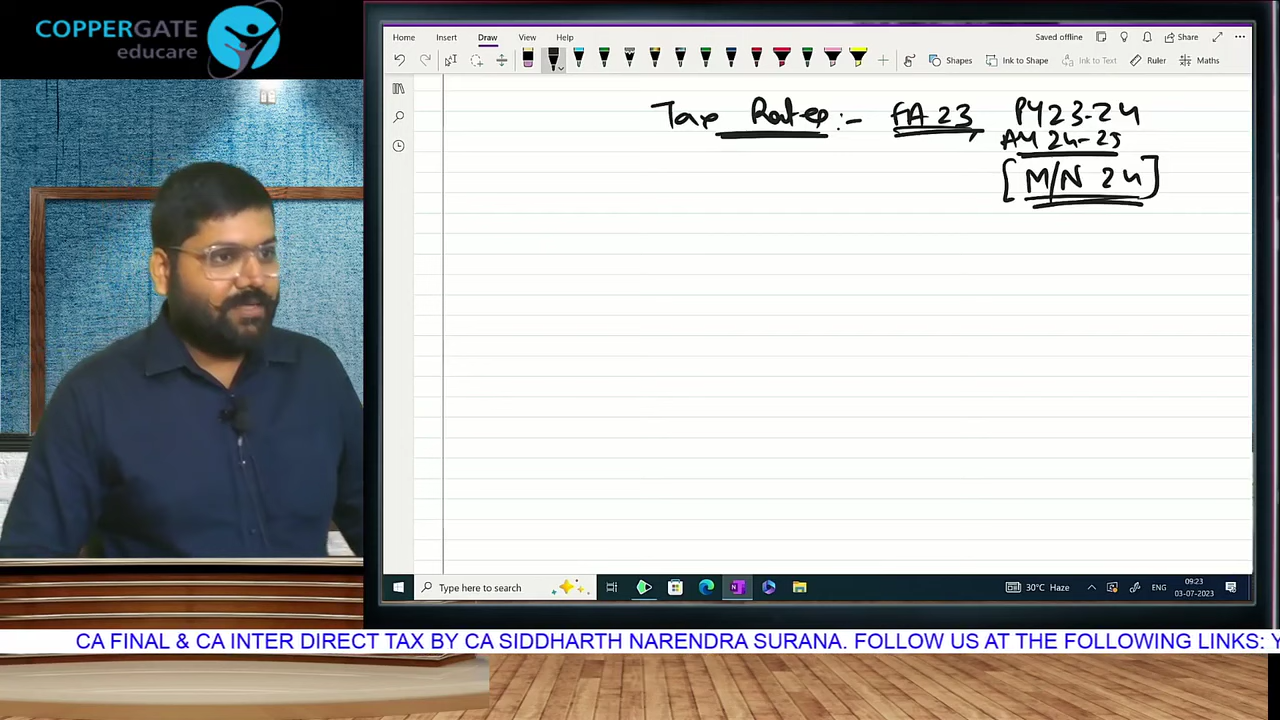 COPPERGATE
educare
Home Insert Draw View Help
Saved offline
Share
Shapes
Ink to Shape
Ink to Text
Ruler
Maths
Tax Rates :- FA 23 PY 23-24
AY 24-25
[M/N 24]
Type here to search
30°C Haze
ENG
09:23
03-07-2023
CA FINAL & CA INTER DIRECT TAX BY CA SIDDHARTH NARENDRA SURANA. FOLLOW US AT THE FOLLOWING LINKS: Y